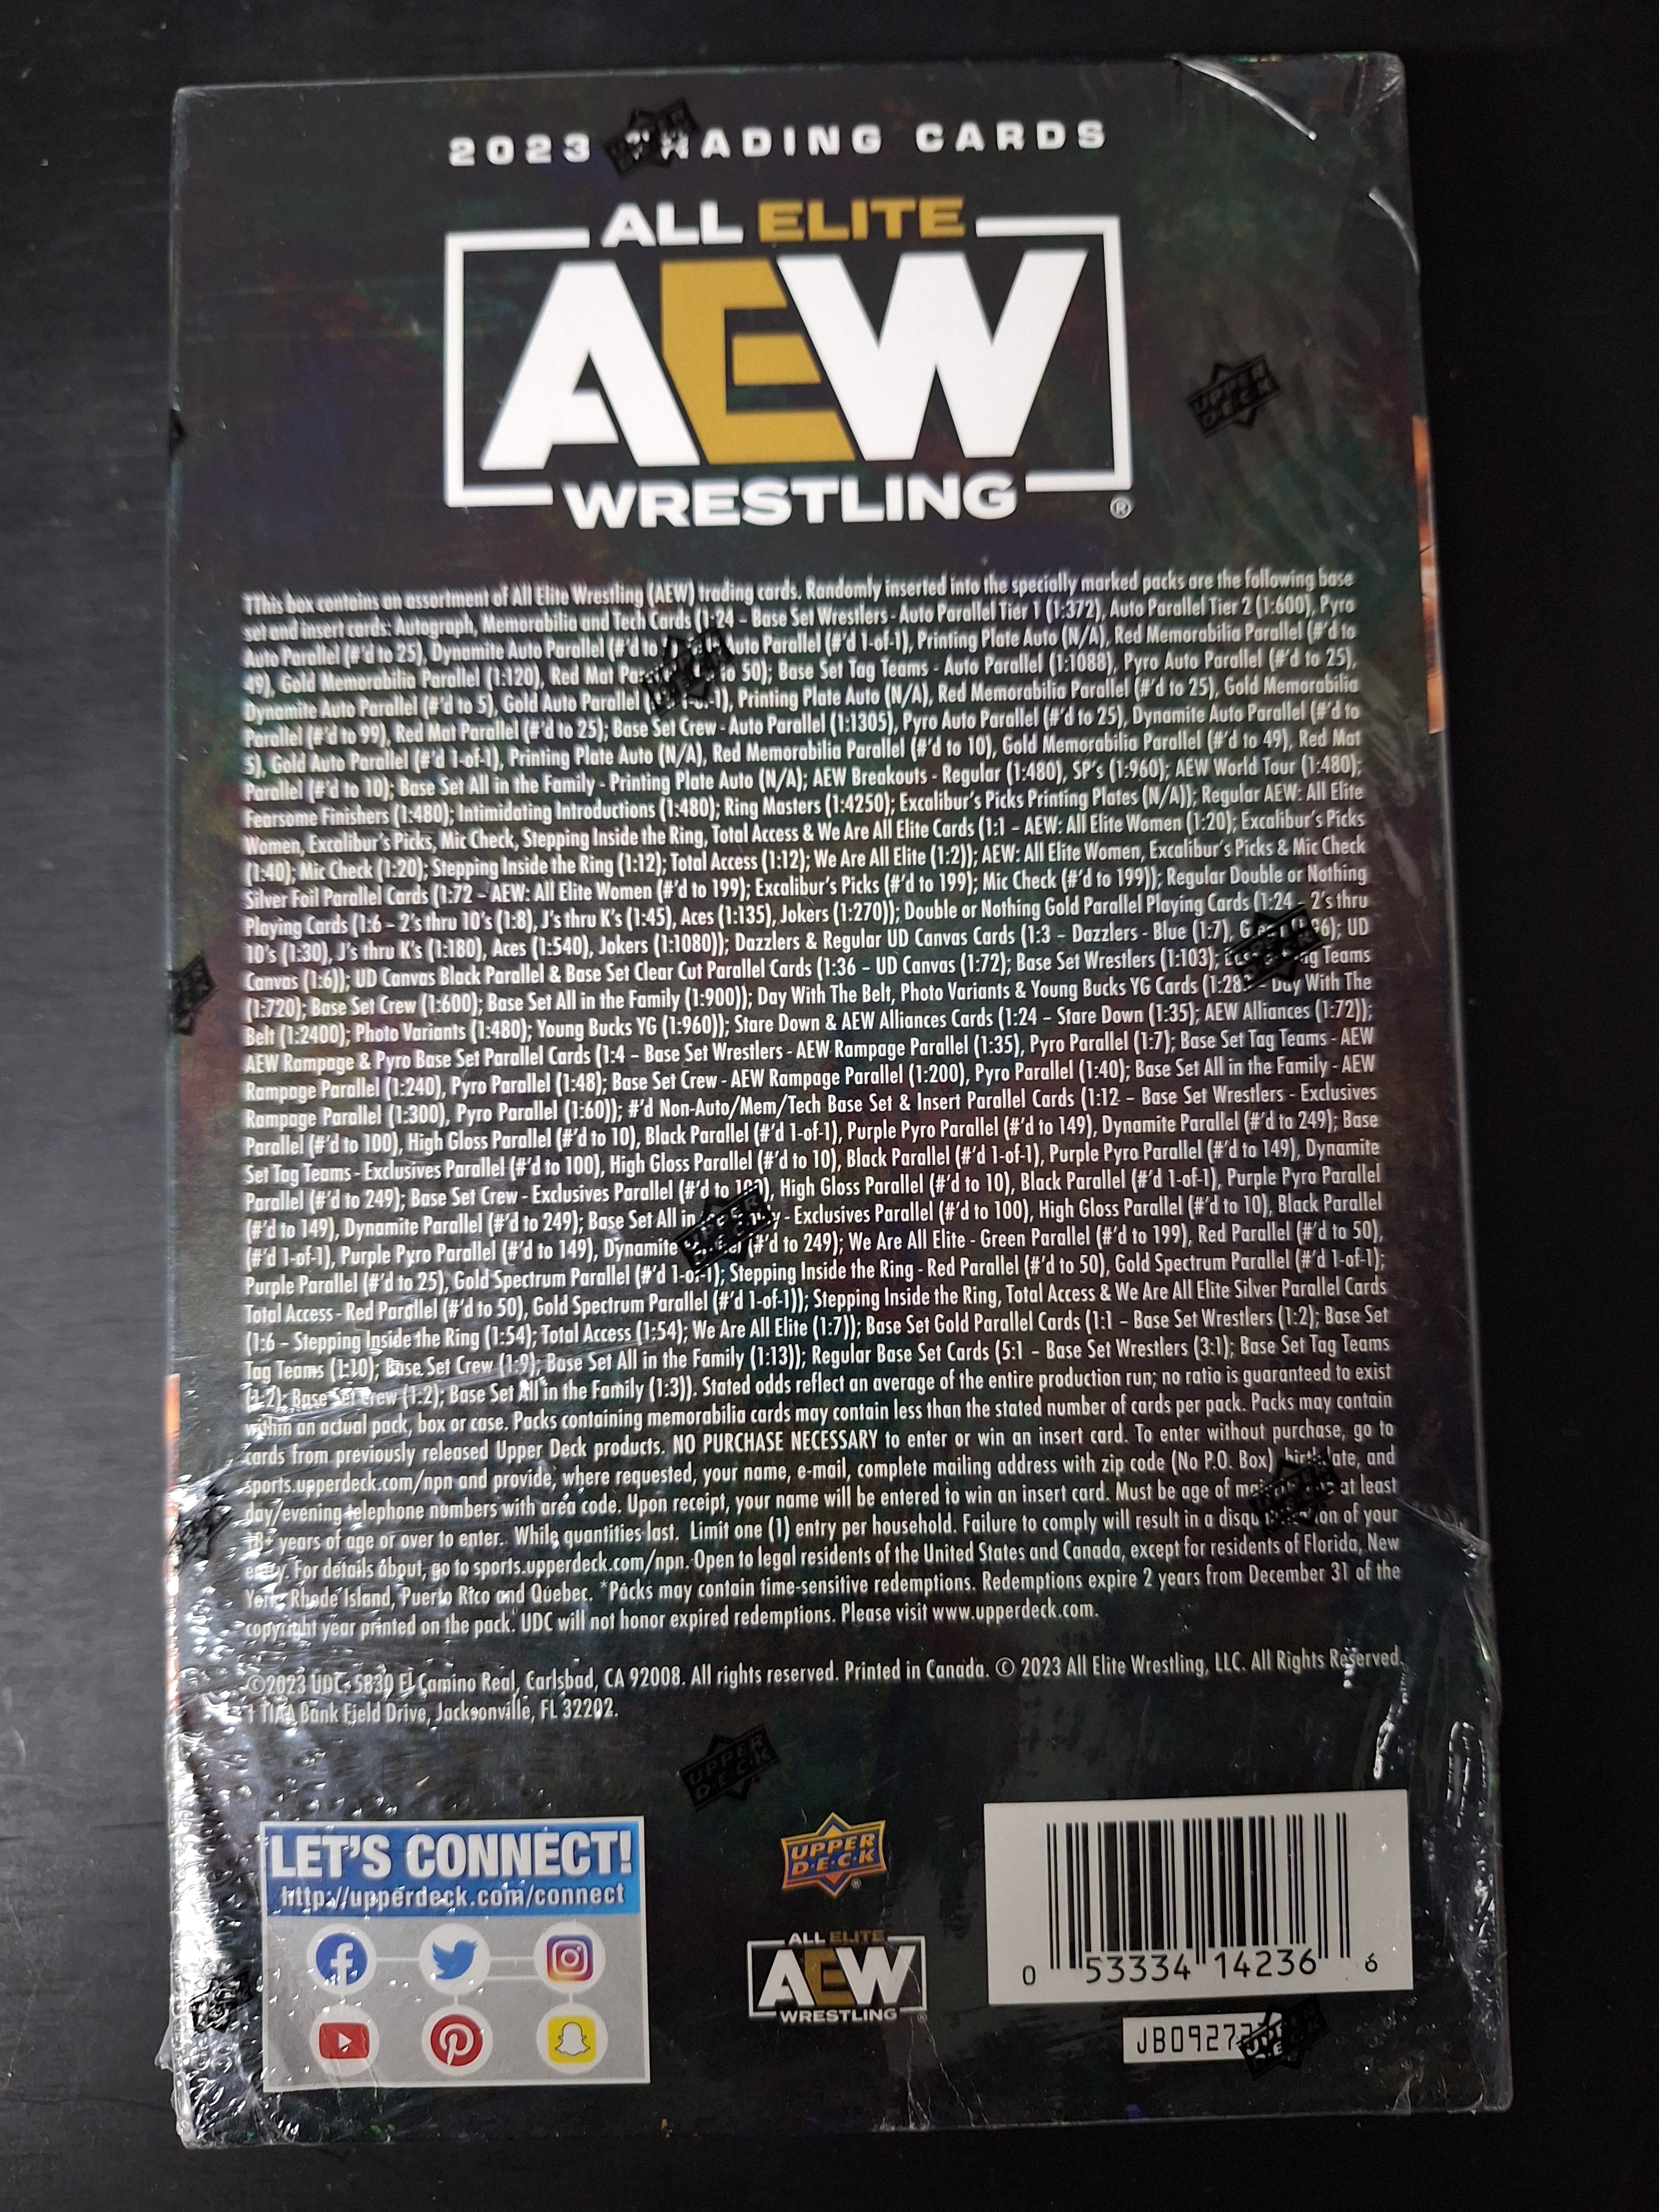 2023 TRADING CARDS
ALL ELITE
AEW
WRESTLING
®
TThis box contains an assortment of All Elite Wrestling (AEW) trading cards. Randomly inserted into the specially marked packs are the following base
set and insert cards: Autograph, Memorabilia and Tech Cards (1:24 – Base Set Wrestlers - Auto Parallel Tier 1 (1:372), Auto Parallel Tier 2 (1:600), Pyro
Auto Parallel (#'d to 25), Dynamite Auto Parallel (#'d to Auto Parallel (#'d 1-of-1), Printing Plate Auto (N/A), Red Memorabilia Parallel (#'d to
49), Gold Memorabilia Parallel (1:120), Red Mat to 50); Base Set Tag Teams - Auto Parallel (1:1088), Pyro Auto Parallel (#'d to 25),
Dynamite Auto Parallel (#'d to 5), Gold Auto Parallel Printing Plate Auto (N/A), Red Memorabilia Parallel (#'d to 25), Gold Memorabilia
Parallel (#'d to 99), Red Mat Parallel (#'d to 25); Base Set Crew - Auto Parallel (1:1305), Pyro Auto Parallel (#'d to 25), Dynamite Auto Parallel (#'d to
5), Gold Auto Parallel (#'d 1-of-1), Printing Plate Auto (N/A), Red Memorabilia Parallel (#'d to 10), Gold Memorabilia Parallel (#'d to 49), Red Mat
Parallel (#'d to 10); Base Set All in the Family - Printing Plate Auto (N/A); AEW Breakouts - Regular (1:480), SP's (1:960); AEW World Tour (1:480);
Fearsome Finishers (1:480); Intimidating Introductions (1:480); Ring Masters (1:4250); Excalibur's Picks Printing Plates (N/A)); Regular AEW: All Elite
Women, Excalibur's Picks, Mic Check, Stepping Inside the Ring, Total Access & We Are All Elite Cards (1:1 – AEW: All Elite Women (1:20); Excalibur's Picks
(1:40); Mic Check (1:20); Stepping Inside the Ring (1:12); Total Access (1:12); We Are All Elite (1:2)); AEW: All Elite Women, Excalibur's Picks & Mic Check
Silver Foil Parallel Cards (1:72 – AEW: All Elite Women (#'d to 199); Excalibur's Picks (#'d to 199); Mic Check (#'d to 199)); Regular Double or Nothing
Playing Cards (1:6 – 2's thru 10's (1:8), J's thru K's (1:45), Aces (1:135), Jokers (1:270)); Double or Nothing Gold Parallel Playing Cards (1:24 – 2's thru
10's (1:30), J's thru K's (1:180), Aces (1:540), Jokers (1:1080)); Dazzlers & Regular UD Canvas Cards (1:3 – Dazzlers - Blue (1:7), UD
Canvas (1:6)); UD Canvas Black Parallel & Base Set Clear Cut Parallel Cards (1:36 – UD Canvas (1:72); Base Set Wrestlers (1:103); Teams
(1:720); Base Set Crew (1:600); Base Set All in the Family (1:900)); Day With The Belt, Photo Variants & Young Bucks YG Cards (1:28? – Day With The
Belt (1:2400); Photo Variants (1:480); Young Bucks YG (1:960)); Stare Down & AEW Alliances Cards (1:24 – Stare Down (1:35); AEW Alliances (1:72));
AEW Rampage & Pyro Base Set Parallel Cards (1:4 – Base Set Wrestlers - AEW Rampage Parallel (1:35), Pyro Parallel (1:7); Base Set Tag Teams - AEW
Rampage Parallel (1:240), Pyro Parallel (1:48); Base Set Crew - AEW Rampage Parallel (1:200), Pyro Parallel (1:40); Base Set All in the Family - AEW
Rampage Parallel (1:300), Pyro Parallel (1:60)); #'d Non-Auto/Mem/Tech Base Set & Insert Parallel Cards (1:12 – Base Set Wrestlers - Exclusives
Parallel (#'d to 100), High Gloss Parallel (#'d to 10), Black Parallel (#'d 1-of-1), Purple Pyro Parallel (#'d to 149), Dynamite Parallel (#'d to 249); Base
Set Tag Teams - Exclusives Parallel (#'d to 100), High Gloss Parallel (#'d to 10), Black Parallel (#'d 1-of-1), Purple Pyro Parallel (#'d to 149), Dynamite
Parallel (#'d to 249); Base Set Crew - Exclusives Parallel (#'d to 100), High Gloss Parallel (#'d to 10), Black Parallel (#'d 1-of-1), Purple Pyro Parallel
(#'d to 149), Dynamite Parallel (#'d to 249); Base Set All in - Exclusives Parallel (#'d to 100), High Gloss Parallel (#'d to 10), Black Parallel
(#'d 1-of-1), Purple Pyro Parallel (#'d to 149), Dynamite (#'d to 249); We Are All Elite - Green Parallel (#'d to 199), Red Parallel (#'d to 50),
Purple Parallel (#'d to 25), Gold Spectrum Parallel (#'d 1-of-1); Stepping Inside the Ring - Red Parallel (#'d to 50), Gold Spectrum Parallel (#'d 1-of-1);
Total Access - Red Parallel (#'d to 50), Gold Spectrum Parallel (#'d 1-of-1)); Stepping Inside the Ring, Total Access & We Are All Elite Silver Parallel Cards
(1:6 – Stepping Inside the Ring (1:54); Total Access (1:54); We Are All Elite (1:7)); Base Set Gold Parallel Cards (1:1 – Base Set Wrestlers (1:2); Base Set
Tag Teams (1:10); Base Set Crew (1:9); Base Set All in the Family (1:13)); Regular Base Set Cards (5:1 – Base Set Wrestlers (3:1); Base Set Tag Teams
(1:2); Base Set Crew (1:2); Base Set All in the Family (1:3)). Stated odds reflect an average of the entire production run; no ratio is guaranteed to exist
within an actual pack, box or case. Packs containing memorabilia cards may contain less than the stated number of cards per pack. Packs may contain
cards from previously released Upper Deck products. NO PURCHASE NECESSARY to enter or win an insert card. To enter without purchase, go to
sports.upperdeck.com/npn and provide, where requested, your name, e-mail, complete mailing address with zip code (No P.O. Box) birthdate, and
day/evening telephone numbers with area code. Upon receipt, your name will be entered to win an insert card. Must be age of at least
18+ years of age or over to enter. While quantities last. Limit one (1) entry per household. Failure to comply will result in a disqualification of your
entry. For details about, go to sports.upperdeck.com/npn. Open to legal residents of the United States and Canada, except for residents of Florida, New
York, Rhode Island, Puerto Rico and Quebec. *Packs may contain time-sensitive redemptions. Redemptions expire 2 years from December 31 of the
copyright year printed on the pack. UDC will not honor expired redemptions. Please visit www.upperdeck.com.
©2023 UDC. 5830 El Camino Real, Carlsbad, CA 92008. All rights reserved. Printed in Canada. © 2023 All Elite Wrestling, LLC. All Rights Reserved.
1 TIAA Bank Field Drive, Jacksonville, FL 32202.
UPPER
D·E·C·K
LET'S CONNECT!
http://upperdeck.com/connect
UPPER
D·E·C·K
ALL ELITE
AEW
WRESTLING
0 53334 14236 6